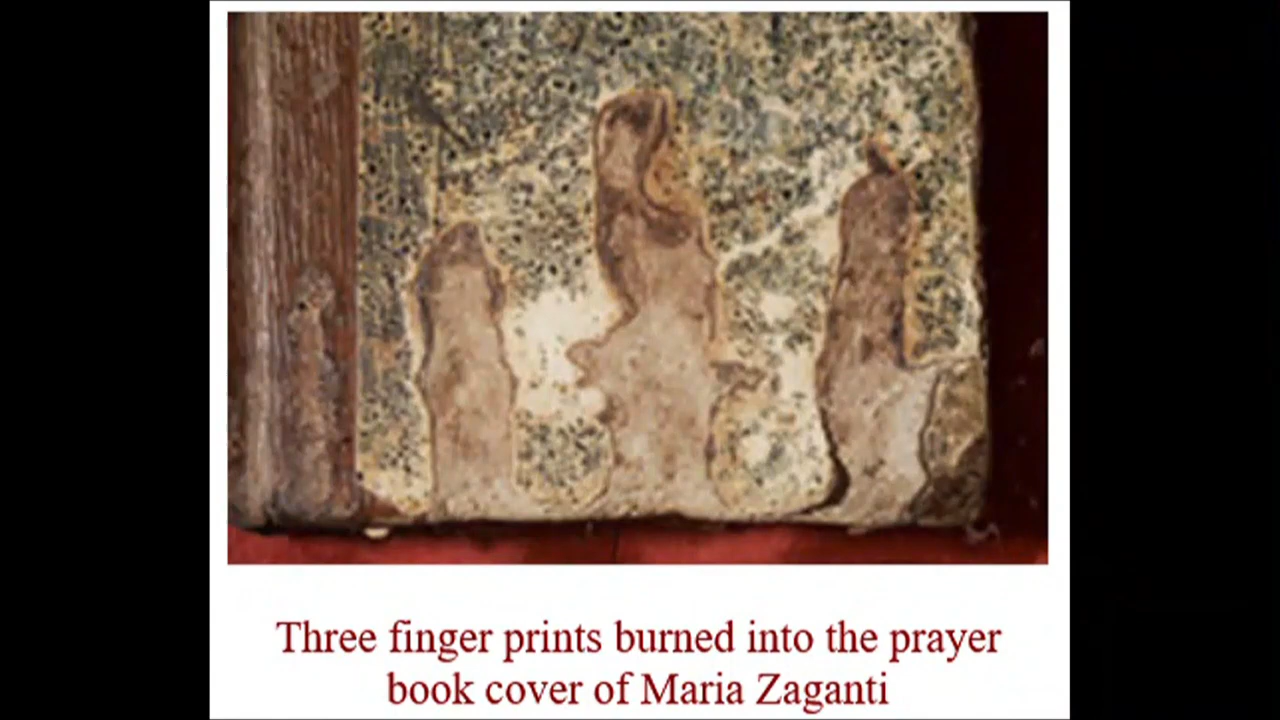 Three finger prints burned into the prayer
book cover of Maria Zaganti